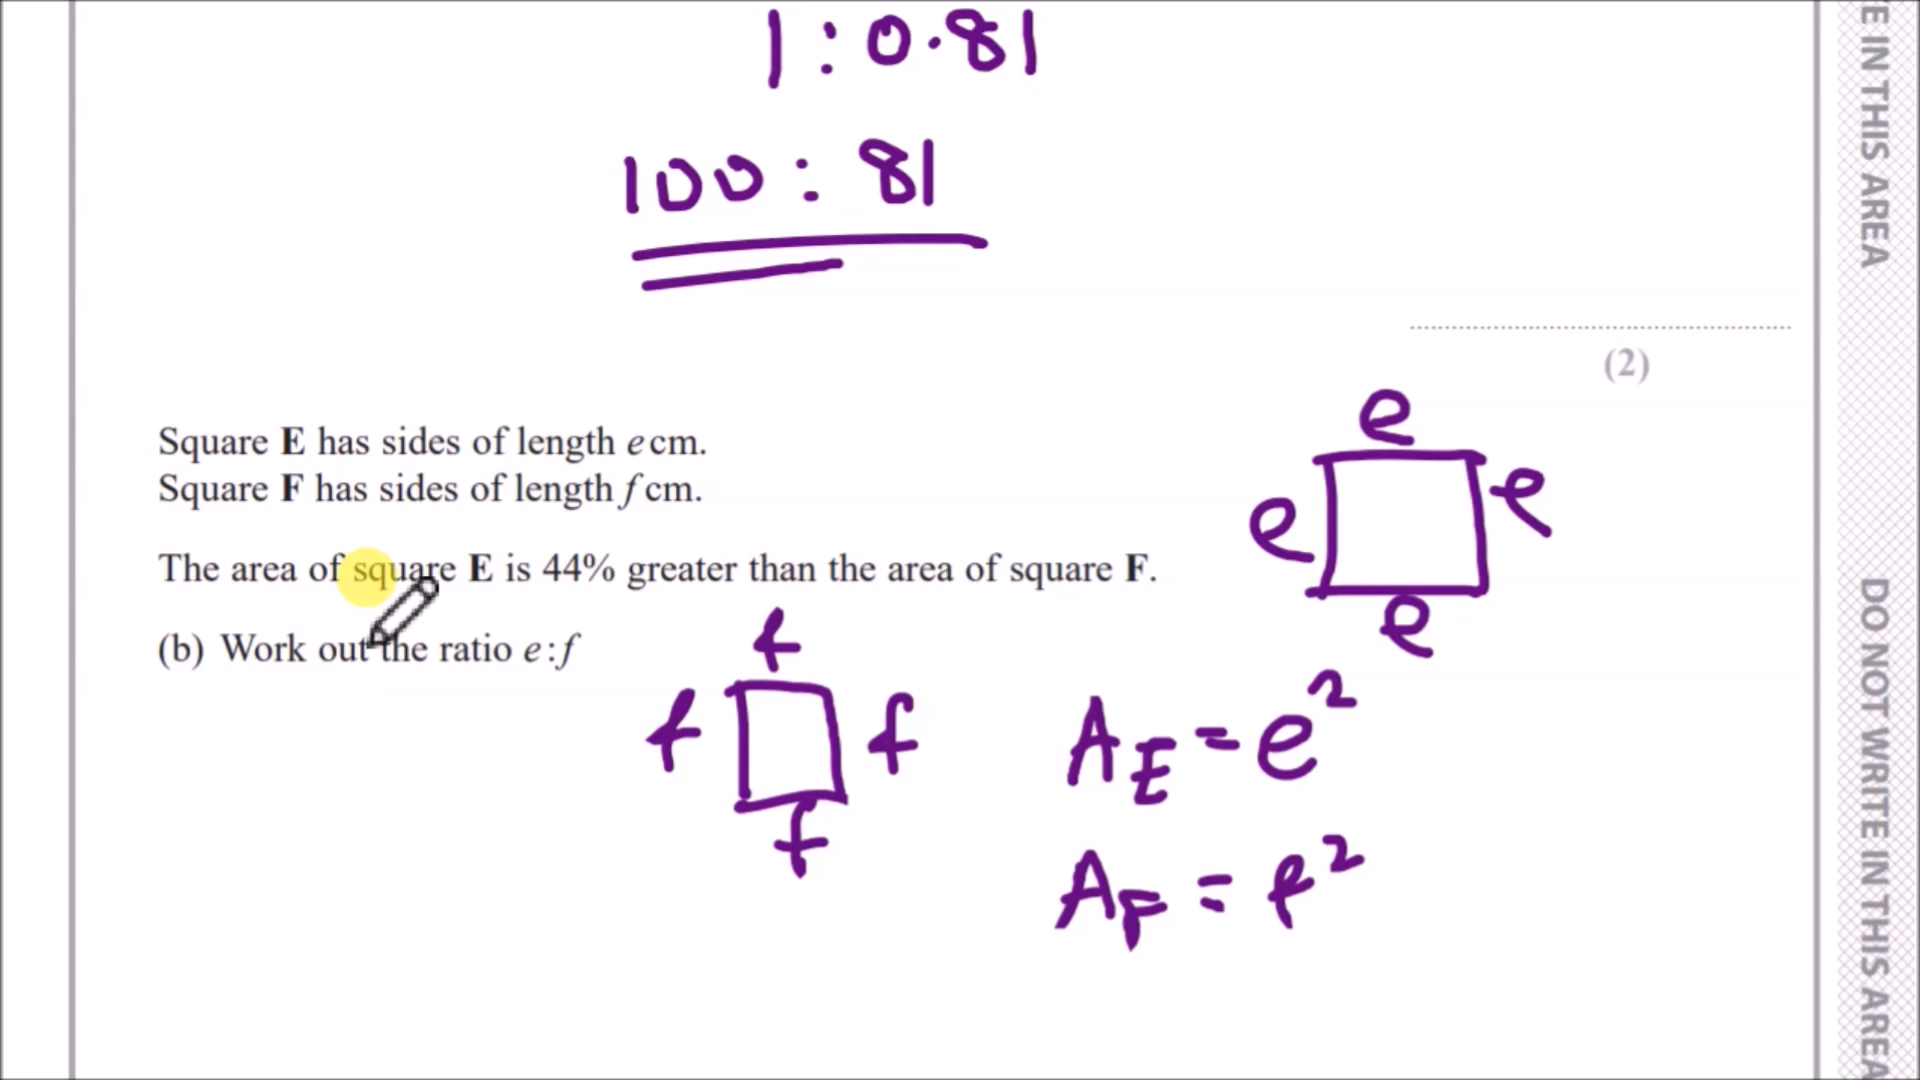 1 : 0.81
100 : 81
(2)
Square E has sides of length e cm.
Square F has sides of length f cm.
The area of square E is 44% greater than the area of square F.
(b) Work out the ratio e : f
e
e
e
e
f
f
f
f
A_E = e²
A_F = f²
E IN THIS AREA
DO NOT WRITE IN THIS AREA